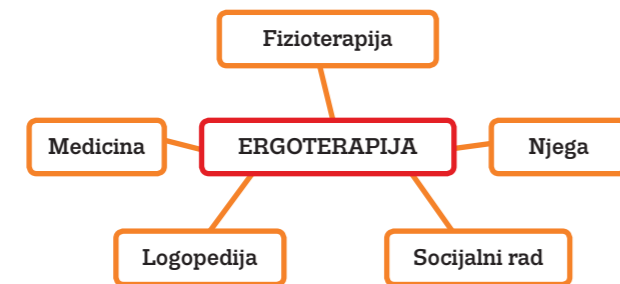 Fizioterapija
Medicina
ERGOTERAPIJA
Njega
Logopedija
Socijalni rad